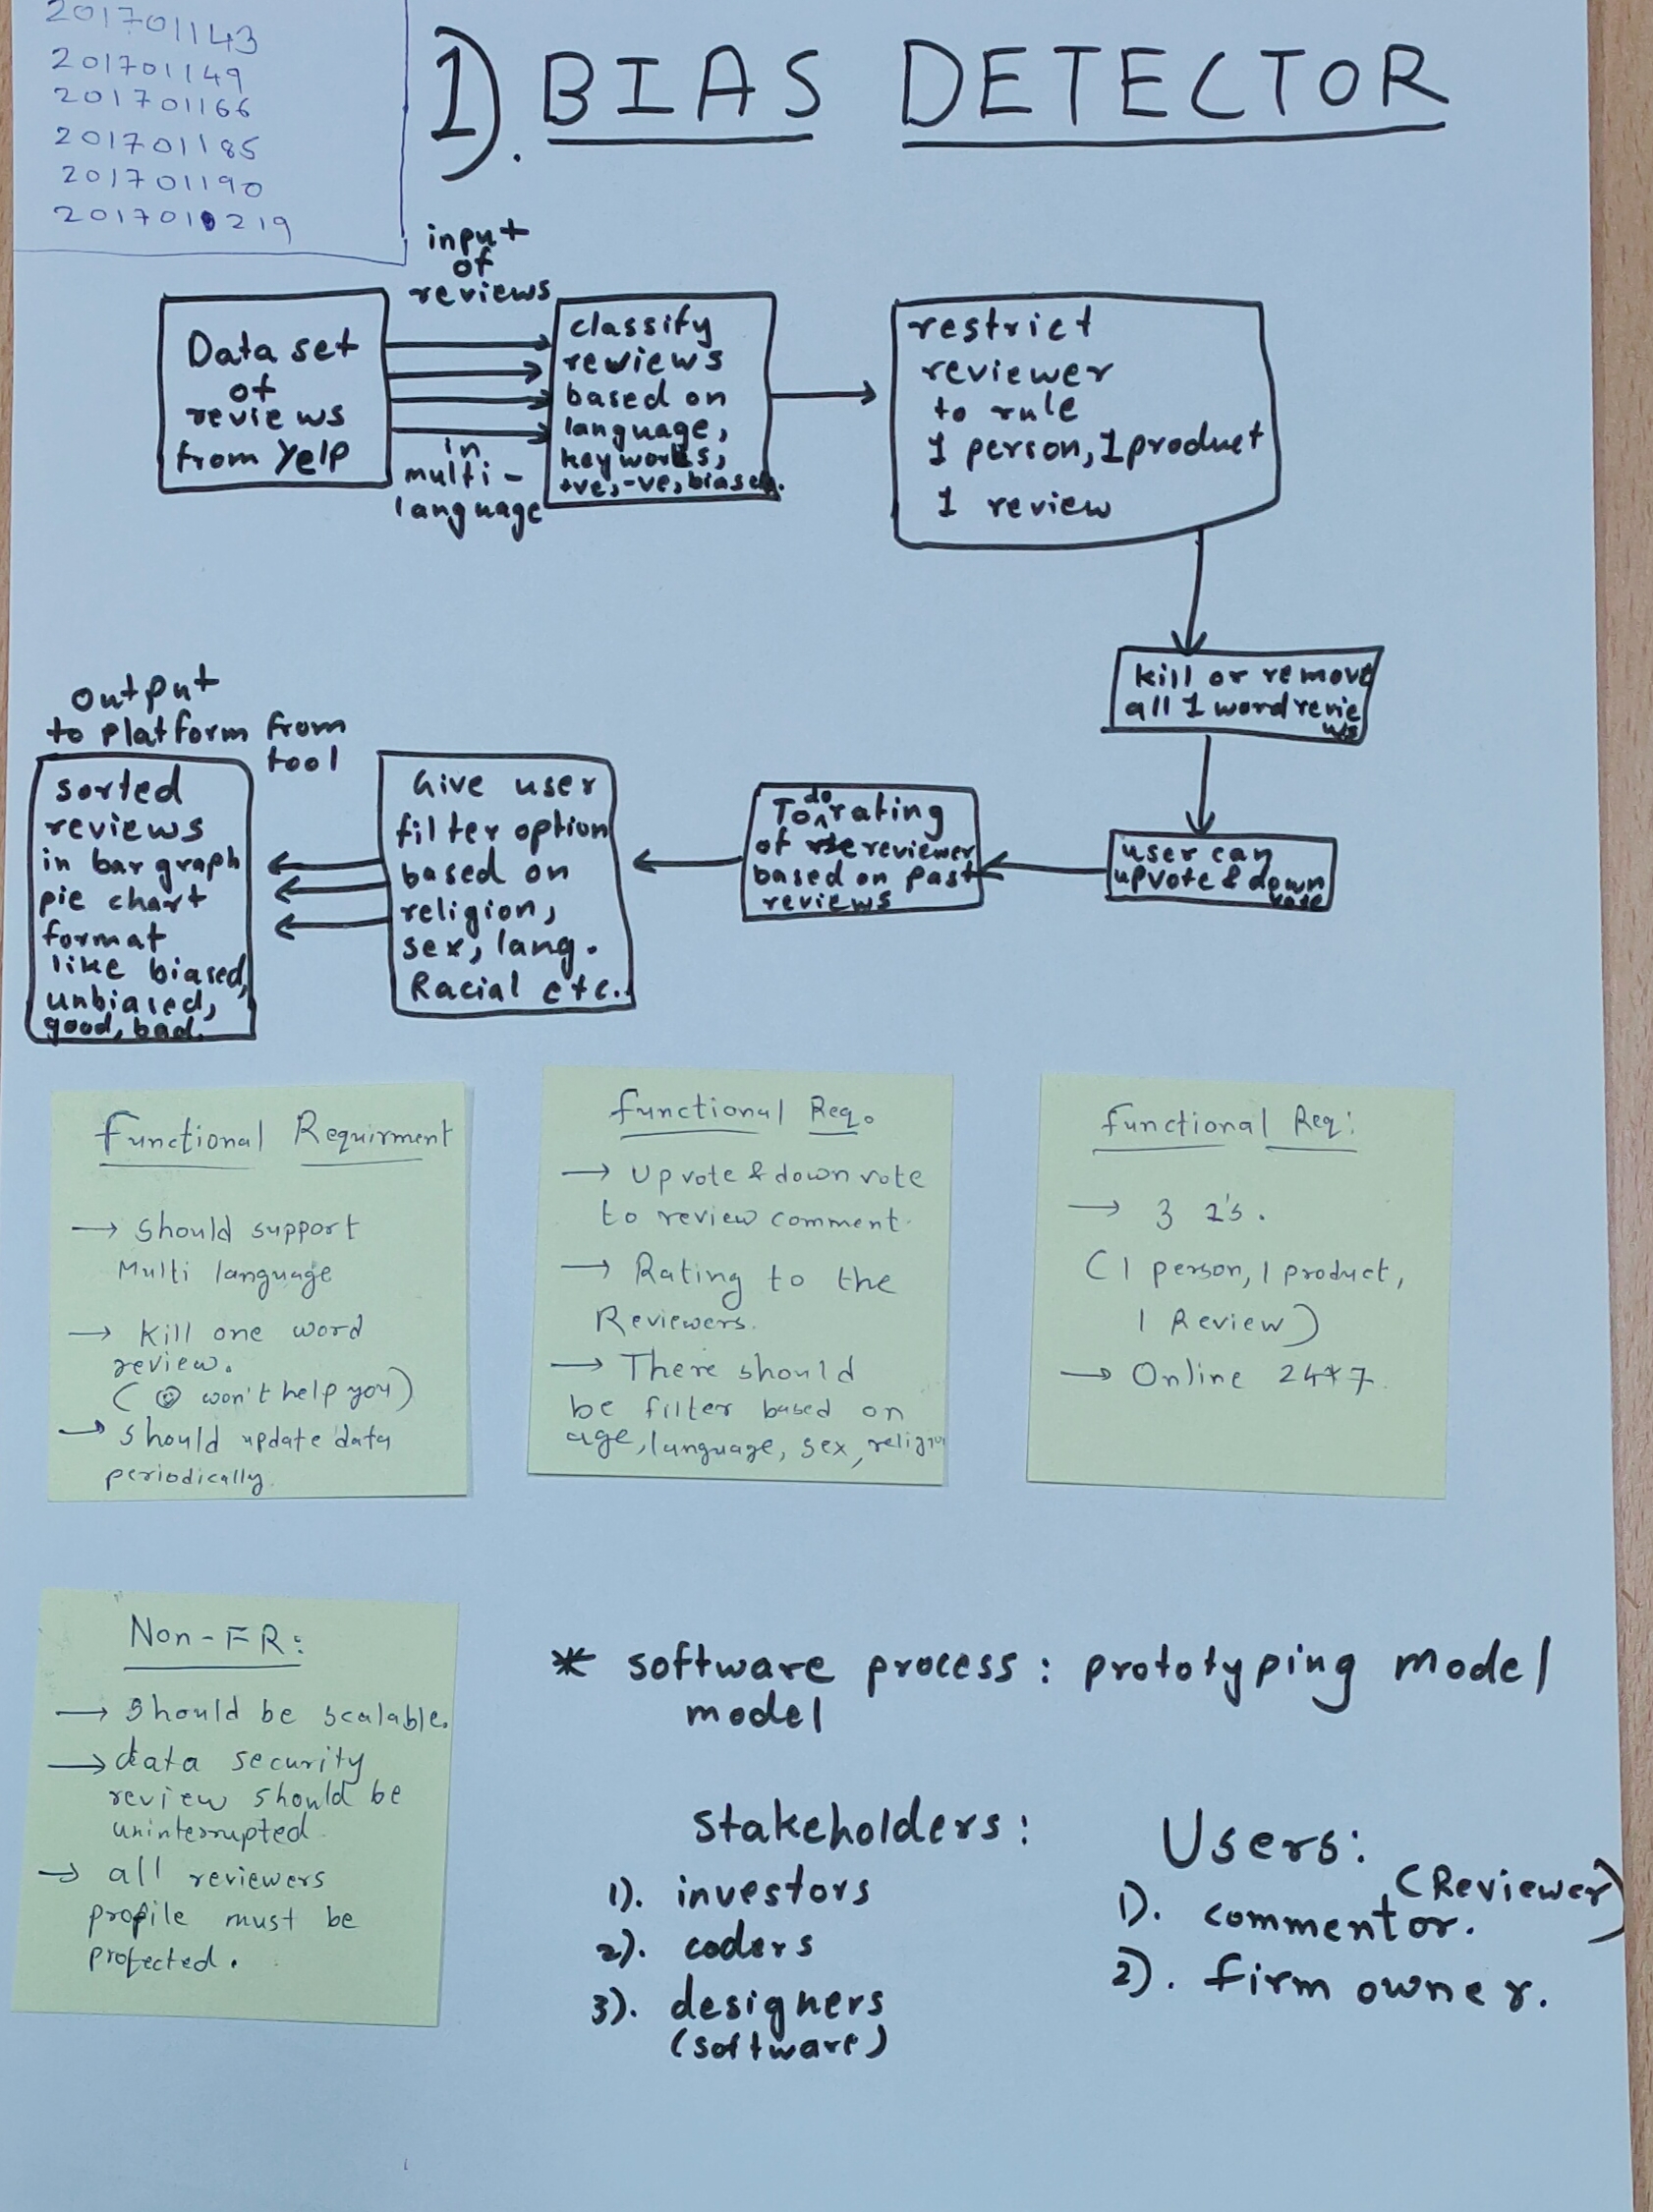 201701143
201701149
201701166
201701185
201701190
201701219
1). BIAS DETECTOR
input
of
reviews
Data set
of
reviews
from Yelp
in
multi-
language
classify
reviews
based on
language,
keyworks,
+ve,-ve,biased.
restrict
reviewer
to rule
1 person, 1 product
1 review
kill or remove
all 1 word revie
ws
user can
upvote & down
vote
To do rating
of the reviewer
based on past
reviews
Give user
filter option
based on
religion,
sex, lang.
Racial etc..
output
to platform from
tool
sorted
reviews
in bar graph
pie chart
format
like biased,
unbiased,
good, bad.
Functional Requirment
→ should support
Multi language
→ Kill one word
review.
(☺ won't help you)
→ should update data
periodically.
functional Req.
→ Upvote & down vote
to review comment.
→ Rating to the
Reviewers.
→ There should
be filter based on
age, language, sex, religion
functional Req:
→ 3 1's.
(1 person, 1 product,
1 Review)
→ Online 24*7.
Non-FR:
→ should be scalable.
→ data security
review should be
uninterrupted.
→ all reviewers
profile must be
protected.
* software process: prototyping model
model
stakeholders:
1). investors
2). coders
3). designers
(software)
Users:
1). commentor. (Reviewer)
2). firm owner.